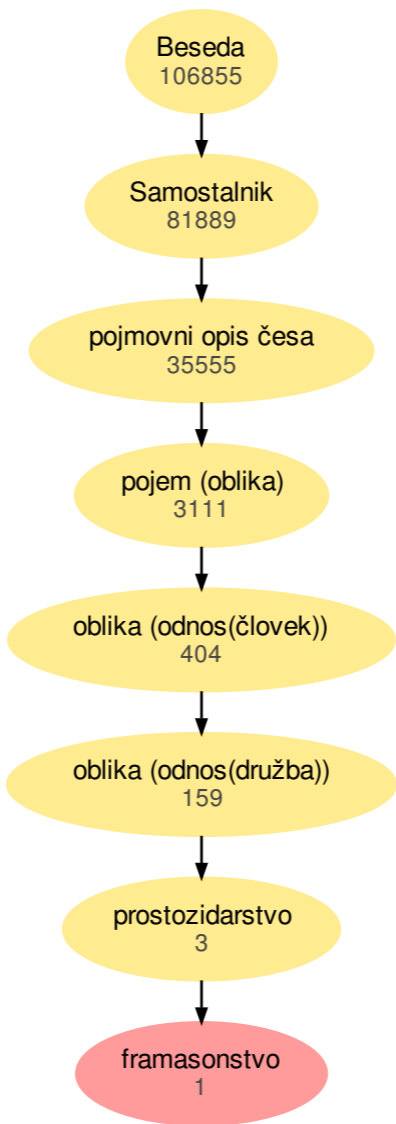 Beseda
106855
Samostalnik
81889
pojmovni opis česa
35555
pojem (oblika)
3111
oblika (odnos(človek))
404
oblika (odnos(družba))
159
prostozidarstvo
3
framasonstvo
1